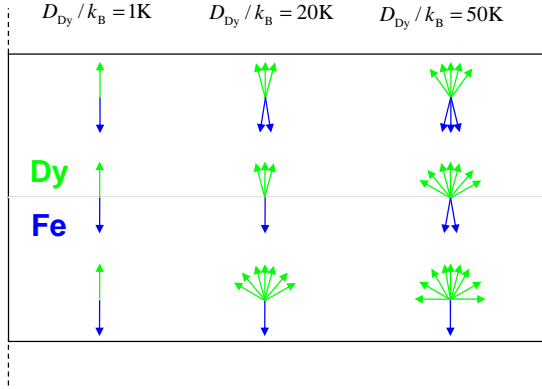 D_Dy / k_B = 1K D_Dy / k_B = 20K D_Dy / k_B = 50K
Dy
Fe